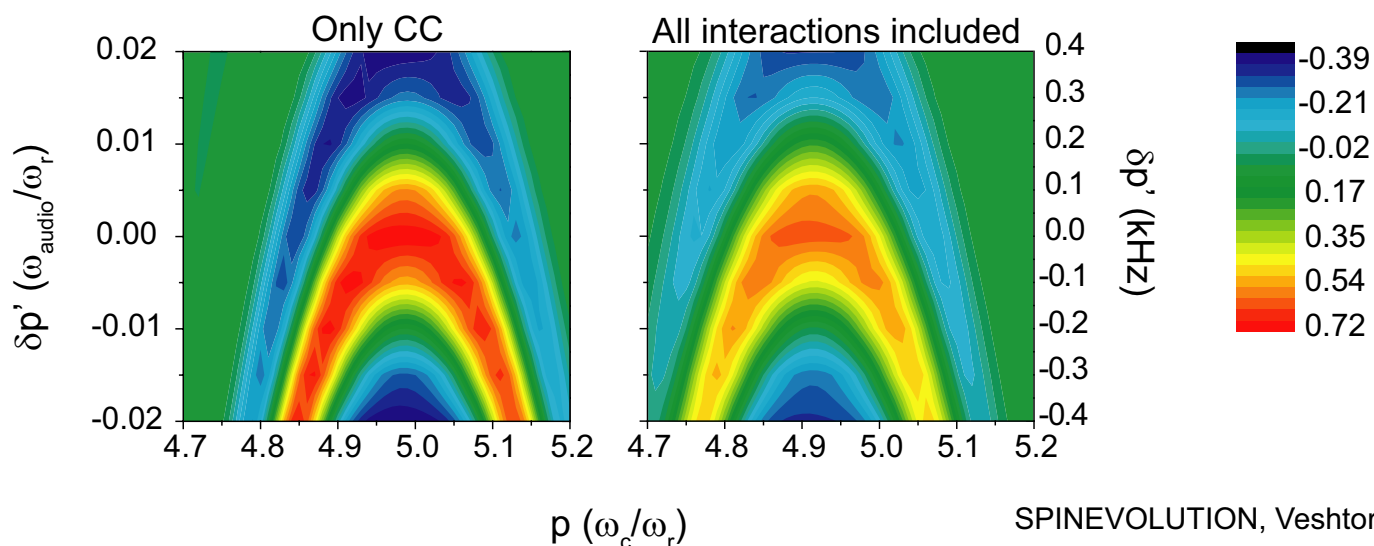 Only CC
All interactions included
0.02
0.01
0.00
-0.01
-0.02
δp' (ω_audio/ω_r)
4.7 4.8 4.9 5.0 5.1 5.2
4.7 4.8 4.9 5.0 5.1 5.2
0.4
0.3
0.2
0.1
0.0
-0.1
-0.2
-0.3
-0.4
δp' (kHz)
-0.39
-0.21
-0.02
0.17
0.35
0.54
0.72
p (ω_c/ω_r)
SPINEVOLUTION, Veshtor